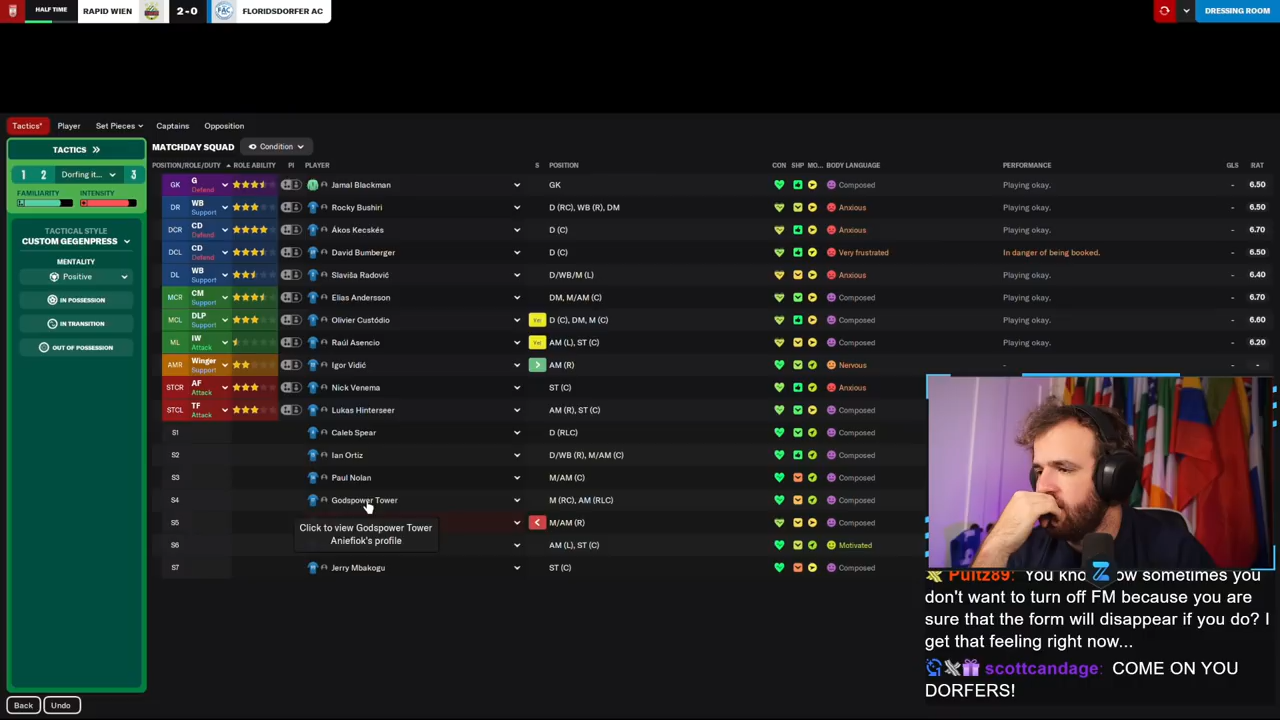 HALF TIME RAPID WIEN 2-0 FAC FLORIDSDORFER AC DRESSING ROOM
Tactics* Player Set Pieces Captains Opposition
TACTICS
1 2 Dorfing it... 3
FAMILIARITY INTENSITY
TACTICAL STYLE
CUSTOM GEGENPRESS
MENTALITY
Positive
IN POSSESSION
IN TRANSITION
OUT OF POSSESSION
MATCHDAY SQUAD Condition
POSITION/ROLE/DUTY ROLE ABILITY PI PLAYER S POSITION CON SHP MO... BODY LANGUAGE PERFORMANCE GLS RAT
GK G Defend Jamal Blackman GK Composed Playing okay. - 6.50
DR WB Support Rocky Bushiri D (RC), WB (R), DM Anxious Playing okay. - 6.50
DCR CD Defend Ákos Kecskés D (C) Anxious Playing okay. - 6.70
DCL CD Defend David Bumberger D (C) Very frustrated In danger of being booked. - 6.50
DL WB Support Slaviša Radović D/WB/M (L) Anxious Playing okay. - 6.40
MCR CM Support Elias Andersson DM, M/AM (C) Composed Playing okay. - 6.70
MCL DLP Support Olivier Custódio Yel D (C), DM, M (C) Composed Playing okay. - 6.60
ML IW Attack Raúl Asencio Yel AM (L), ST (C) Composed Playing okay. - 6.20
AMR Winger Support Igor Vidić AM (R) Nervous - - -
STCR AF Attack Nick Venema ST (C) Anxious
STCL TF Attack Lukas Hinterseer AM (R), ST (C) Composed
S1 Caleb Spear D (RLC) Composed
S2 Ian Ortiz D/WB (R), M/AM (C) Composed
S3 Paul Nolan M/AM (C) Composed
S4 Godspower Tower M (RC), AM (RLC) Composed
S5 M/AM (R) Composed
S6 AM (L), ST (C) Motivated
S7 Jerry Mbakogu ST (C) Composed
Click to view Godspower Tower
Aniefiok's profile
Pultz89: You know how sometimes you
don't want to turn off FM because you are
sure that the form will disappear if you do? I
get that feeling right now...
scottcandage: COME ON YOU
DORFERS!
Back Undo